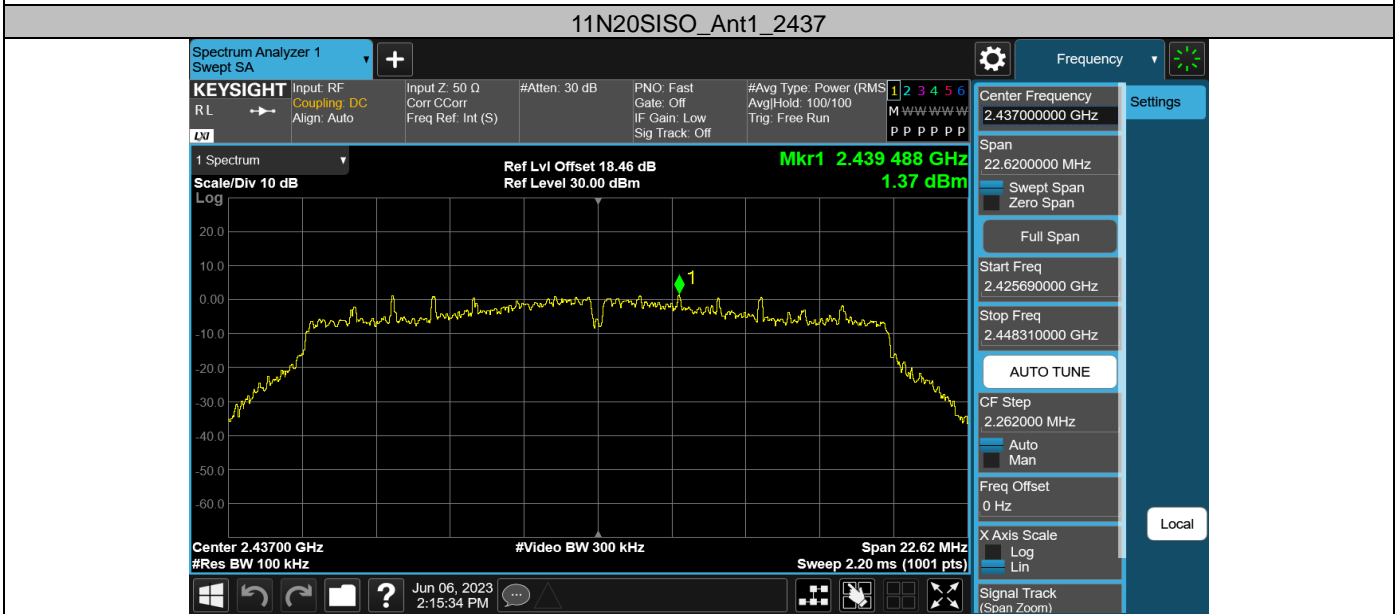 11N20SISO_Ant1_2437
Spectrum Analyzer 1
Swept SA
Frequency
KEYSIGHT
RL
LXI
Input: RF
Coupling: DC
Align: Auto
Input Z: 50 Ω
Corr CCorr
Freq Ref: Int (S)
#Atten: 30 dB
PNO: Fast
Gate: Off
IF Gain: Low
Sig Track: Off
#Avg Type: Power (RMS
Avg|Hold: 100/100
Trig: Free Run
1 2 3 4 5 6
M W W W W W
P P P P P P
1 Spectrum
Scale/Div 10 dB
Ref Lvl Offset 18.46 dB
Ref Level 30.00 dBm
Mkr1 2.439 488 GHz
1.37 dBm
Log
20.0
10.0
0.00
-10.0
-20.0
-30.0
-40.0
-50.0
-60.0
1
Center 2.43700 GHz
#Res BW 100 kHz
#Video BW 300 kHz
Span 22.62 MHz
Sweep 2.20 ms (1001 pts)
Center Frequency
2.437000000 GHz
Settings
Span
22.6200000 MHz
Swept Span
Zero Span
Full Span
Start Freq
2.425690000 GHz
Stop Freq
2.448310000 GHz
AUTO TUNE
CF Step
2.262000 MHz
Auto
Man
Freq Offset
0 Hz
X Axis Scale
Log
Lin
Local
Signal Track
(Span Zoom)
?
Jun 06, 2023
2:15:34 PM